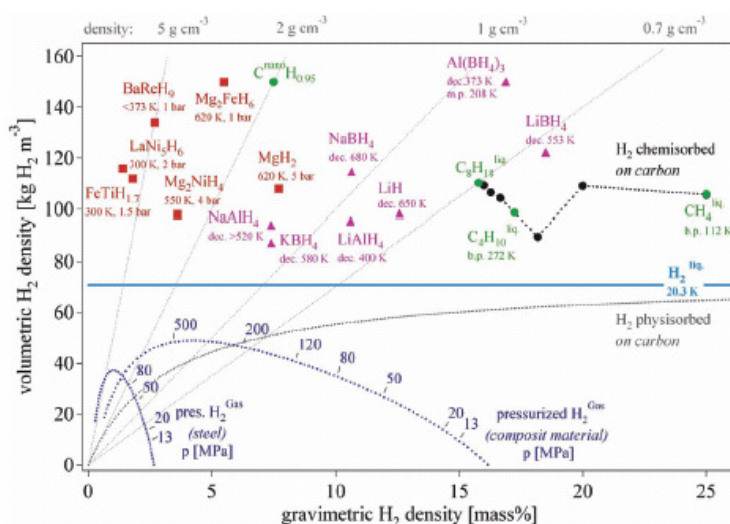 density: 5 g cm⁻³ 2 g cm⁻³ 1 g cm⁻³ 0.7 g cm⁻³
volumetric H₂ density [kg H₂ m⁻³]
160
140
120
100
80
60
40
20
0
BaReH₉
<373 K, 1 bar
LaNi₅H₆
300 K, 2 bar
FeTiH₁.₇
300 K, 1.5 bar
Mg₂FeH₆
620 K, 1 bar
Mg₂NiH₄
550 K, 4 bar
MgH₂
620 K, 5 bar
CⁿᵃⁿᵒH₀.₉₅
NaBH₄
dec. 680 K
NaAlH₄
dec. >520 K
KBH₄
dec. 580 K
LiAlH₄
dec. 400 K
LiH
dec. 650 K
Al(BH₄)₃
dec.373 K
m.p. 208 K
LiBH₄
dec. 553 K
C₈H₁₈ liq.
C₄H₁₀ liq.
b.p. 272 K
H₂ chemisorbed
on carbon
CH₄ liq.
b.p. 112 K
H₂ liq.
20.3 K
H₂ physisorbed
on carbon
500
200
120
80
50
20
13
80
50
20
13
pres. H₂ Gas
(steel)
p [MPa]
pressurized H₂ Gas
(composit material)
p [MPa]
0 5 10 15 20 25
gravimetric H₂ density [mass%]